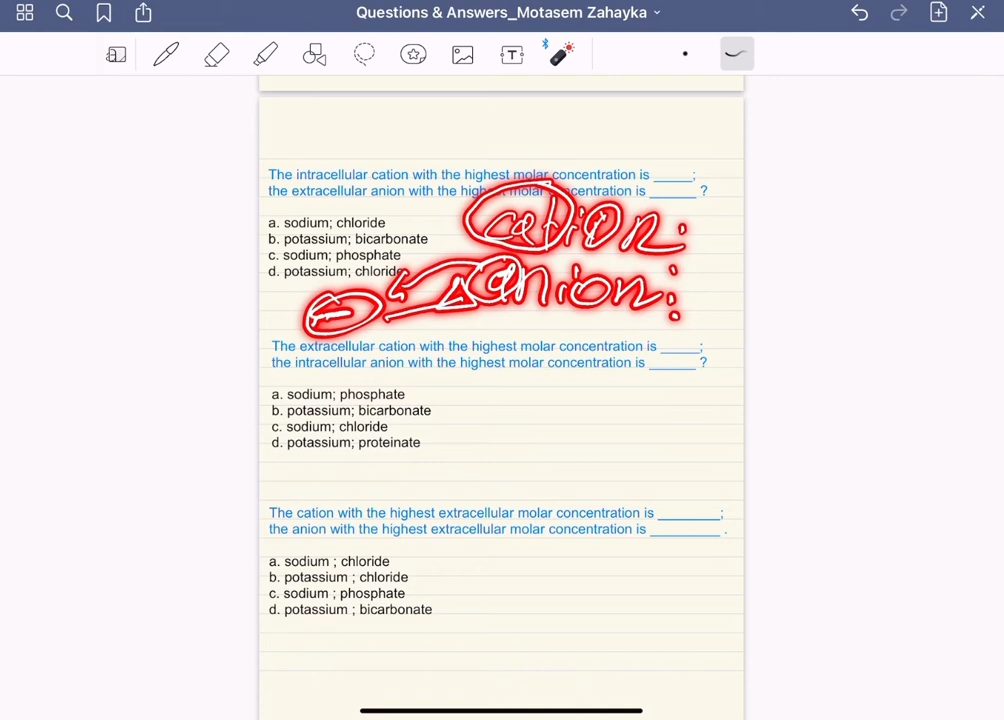 Questions & Answers_Motasem Zahayka
The intracellular cation with the highest molar concentration is _____;
the extracellular anion with the highest molar concentration is ______ ?
a. sodium; chloride
b. potassium; bicarbonate
c. sodium; phosphate
d. potassium; chloride
cation:
anion:
The extracellular cation with the highest molar concentration is _____;
the intracellular anion with the highest molar concentration is ______ ?
a. sodium; phosphate
b. potassium; bicarbonate
c. sodium; chloride
d. potassium; proteinate
The cation with the highest extracellular molar concentration is ________;
the anion with the highest extracellular molar concentration is _________ .
a. sodium ; chloride
b. potassium ; chloride
c. sodium ; phosphate
d. potassium ; bicarbonate